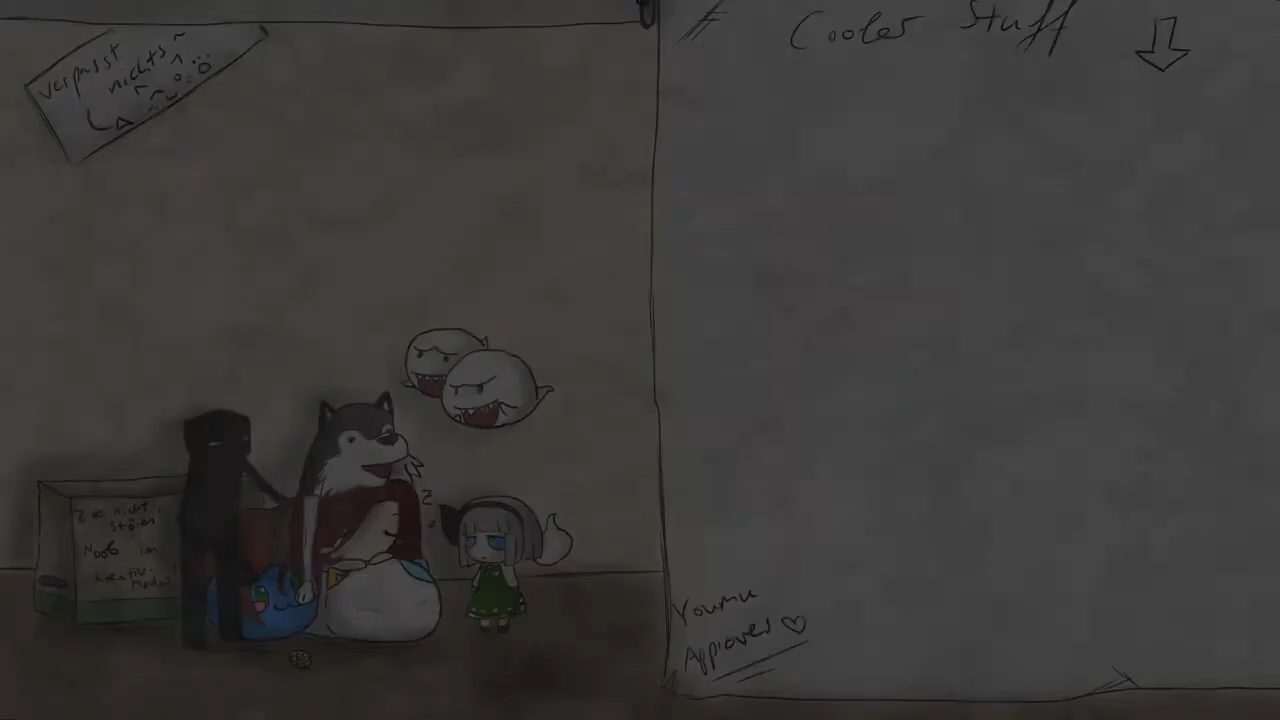 verpasst
nichts
# Cooler Stuff
z
Bitte nicht
stören
Noob im
Kreativ-
Modus!
Youmu
Approves ♡